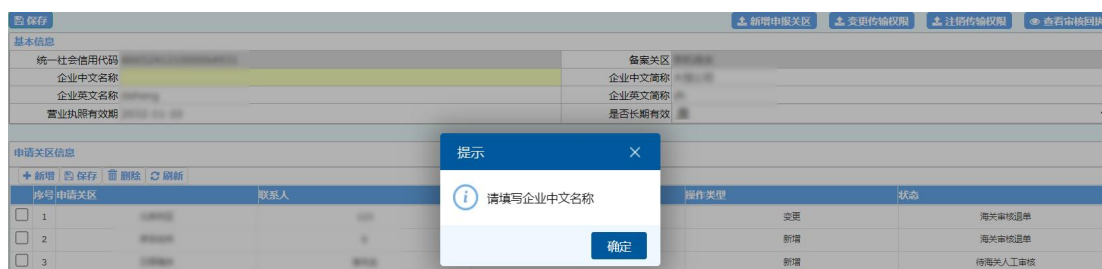 保存 新增申报关区 变更传输权限 注销传输权限 查看审核回执
基本信息
统一社会信用代码 备案关区
企业中文名称 企业中文简称
企业英文名称 企业英文简称
营业执照有效期 是否长期有效
申请关区信息
新增 保存 删除 刷新
序号 申请关区 联系人 操作类型 状态
1 变更 海关审核退单
2 新增 海关审核退单
3 新增 待海关人工审核
提示
请填写企业中文名称
确定